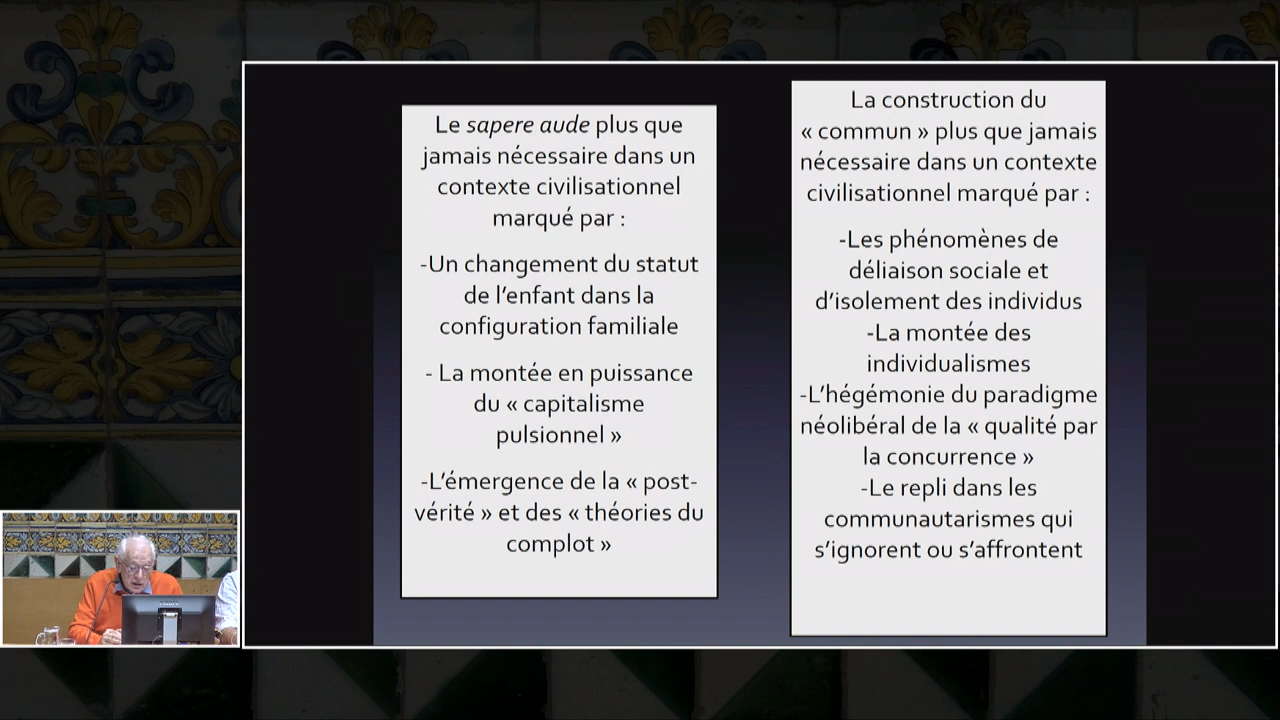 Le sapere aude plus que
jamais nécessaire dans un
contexte civilisationnel
marqué par :
-Un changement du statut
de l'enfant dans la
configuration familiale
- La montée en puissance
du « capitalisme
pulsionnel »
-L'émergence de la « post-
vérité » et des « théories du
complot »
La construction du
« commun » plus que jamais
nécessaire dans un contexte
civilisationnel marqué par :
-Les phénomènes de
déliaison sociale et
d'isolement des individus
-La montée des
individualismes
-L'hégémonie du paradigme
néolibéral de la « qualité par
la concurrence »
-Le repli dans les
communautarismes qui
s'ignorent ou s'affrontent